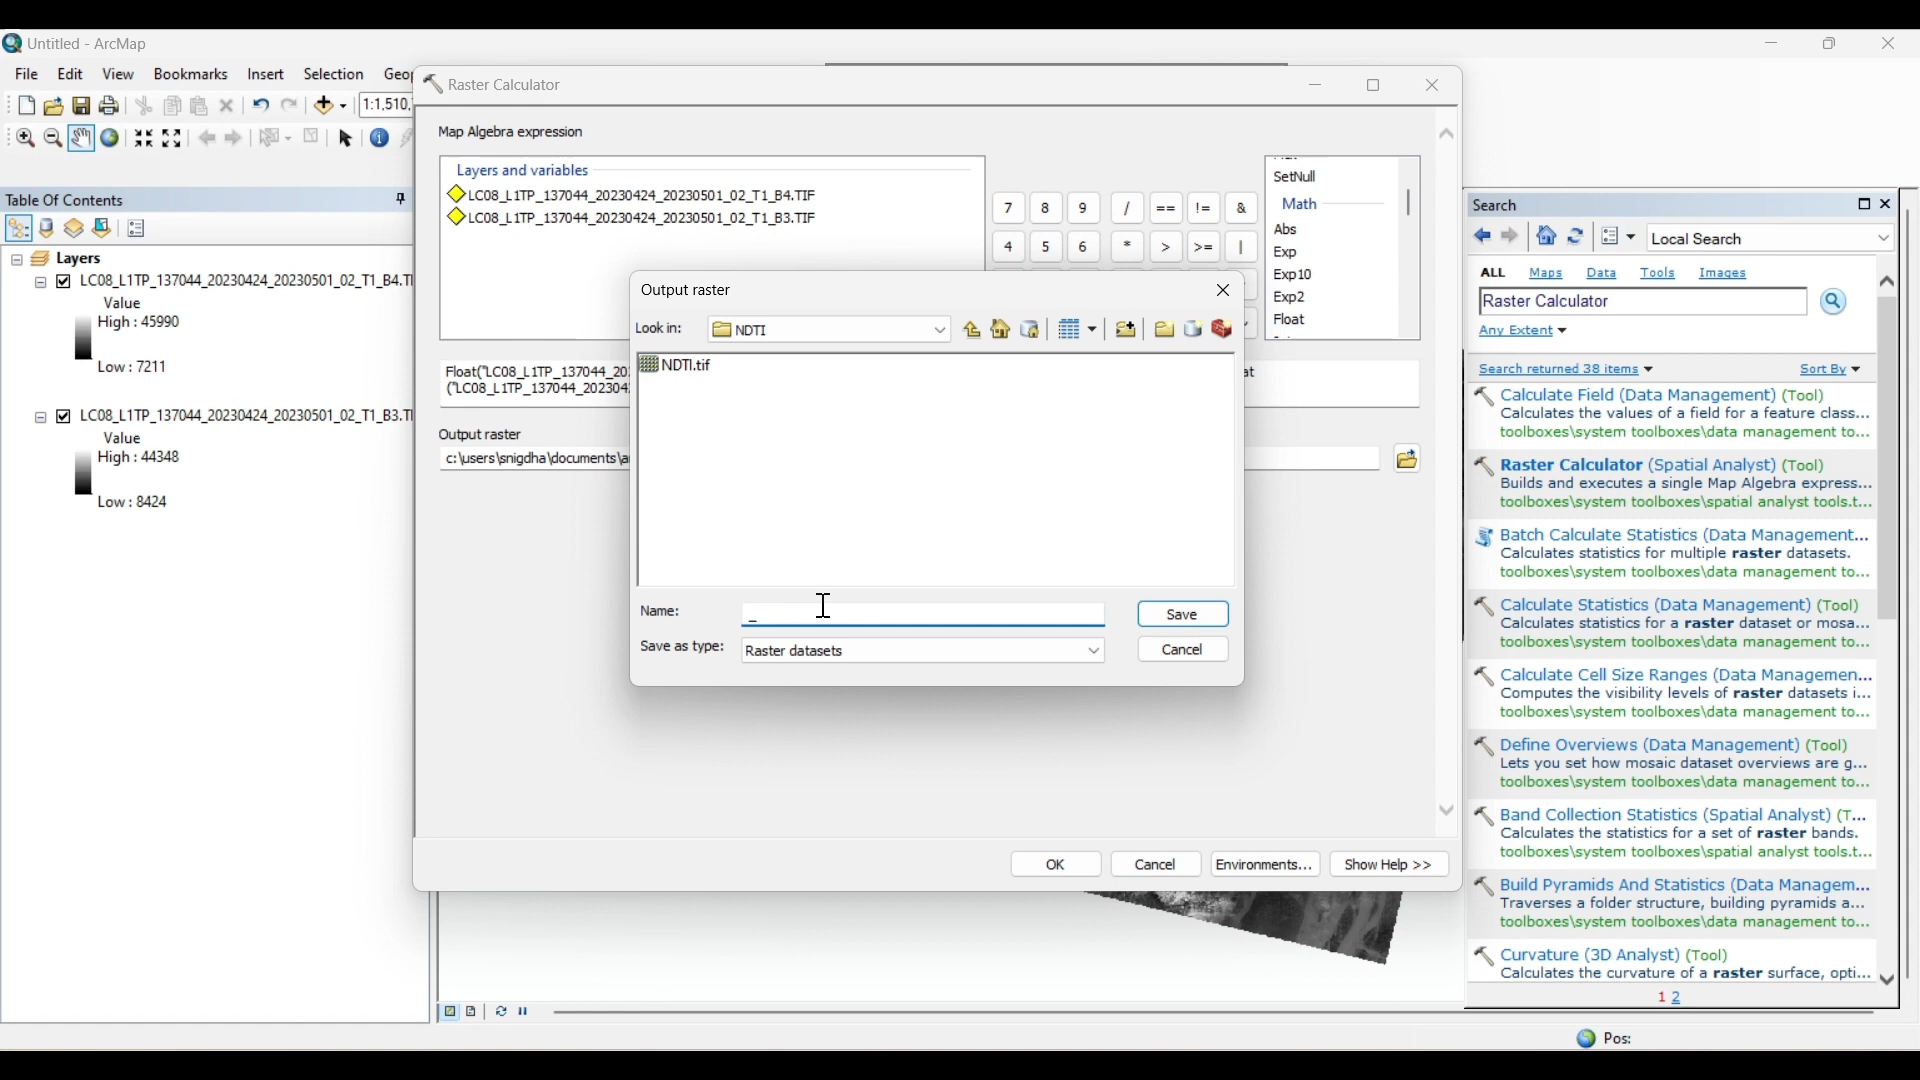 Untitled - ArcMap
File Edit View Bookmarks Insert Selection
1:1,510,
Table Of Contents
Layers
LC08_L1TP_137044_20230424_20230501_02_T1_B4.TI
Value
High : 45990
Low : 7211
LC08_L1TP_137044_20230424_20230501_02_T1_B3.TI
Value
High : 44348
Low : 8424
Raster Calculator
Map Algebra expression
Layers and variables
LC08_L1TP_137044_20230424_20230501_02_T1_B4.TIF
LC08_L1TP_137044_20230424_20230501_02_T1_B3.TIF
7 8 9 / == != &
4 5 6 * > >= |
SetNull
Math
Abs
Exp
Exp10
Exp2
Float
Float("LC08_L1TP_137044_20
("LC08_L1TP_137044_202304
at
Output raster
c:\users\snigdha\documents\a
Output raster
Look in: NDTI
NDTI.tif
Name: _
Save
Save as type: Raster datasets
Cancel
OK Cancel Environments... Show Help >>
Search
Local Search
ALL Maps Data Tools Images
Raster Calculator
Any Extent
Search returned 38 items Sort By
Calculate Field (Data Management) (Tool)
Calculates the values of a field for a feature class...
toolboxes\system toolboxes\data management to...
Raster Calculator (Spatial Analyst) (Tool)
Builds and executes a single Map Algebra express...
toolboxes\system toolboxes\spatial analyst tools.t...
Batch Calculate Statistics (Data Management...
Calculates statistics for multiple raster datasets.
toolboxes\system toolboxes\data management to...
Calculate Statistics (Data Management) (Tool)
Calculates statistics for a raster dataset or mosa...
toolboxes\system toolboxes\data management to...
Calculate Cell Size Ranges (Data Managemen...
Computes the visibility levels of raster datasets i...
toolboxes\system toolboxes\data management to...
Define Overviews (Data Management) (Tool)
Lets you set how mosaic dataset overviews are g...
toolboxes\system toolboxes\data management to...
Band Collection Statistics (Spatial Analyst) (T...
Calculates the statistics for a set of raster bands.
toolboxes\system toolboxes\spatial analyst tools.t...
Build Pyramids And Statistics (Data Managem...
Traverses a folder structure, building pyramids a...
toolboxes\system toolboxes\data management to...
Curvature (3D Analyst) (Tool)
Calculates the curvature of a raster surface, opti...
1 2
Pos: